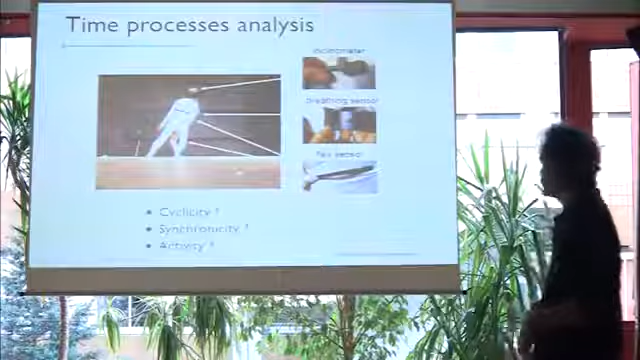 Time processes analysis
inclinometer
breathing sensor
flex sensor
• Cyclicity ?
• Synchronicity ?
• Activity ?